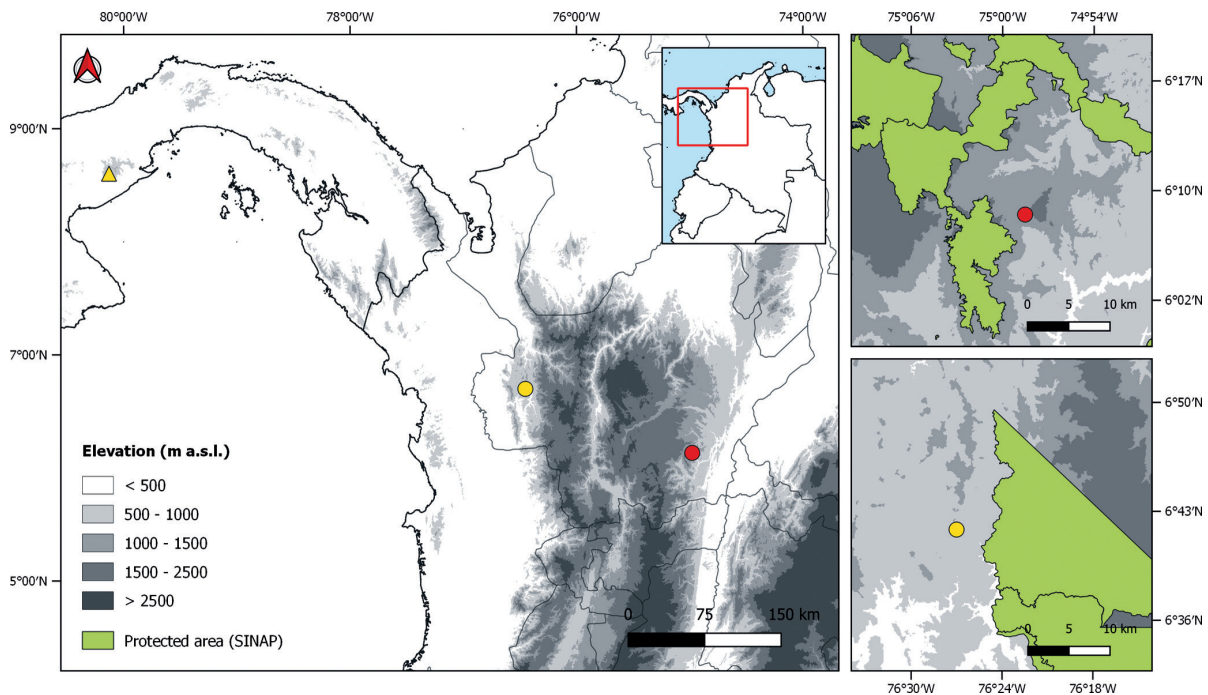 80°00′W 78°00′W 76°00′W 74°00′W
75°06′W 75°00′W 74°54′W
9°00′N
7°00′N
5°00′N
Elevation (m a.s.l.)
< 500
500 - 1000
1000 - 1500
1500 - 2500
> 2500
Protected area (SINAP)
0 75 150 km
6°17′N
6°10′N
6°02′N
0 5 10 km
6°50′N
6°43′N
6°36′N
0 5 10 km
76°30′W 76°24′W 76°18′W